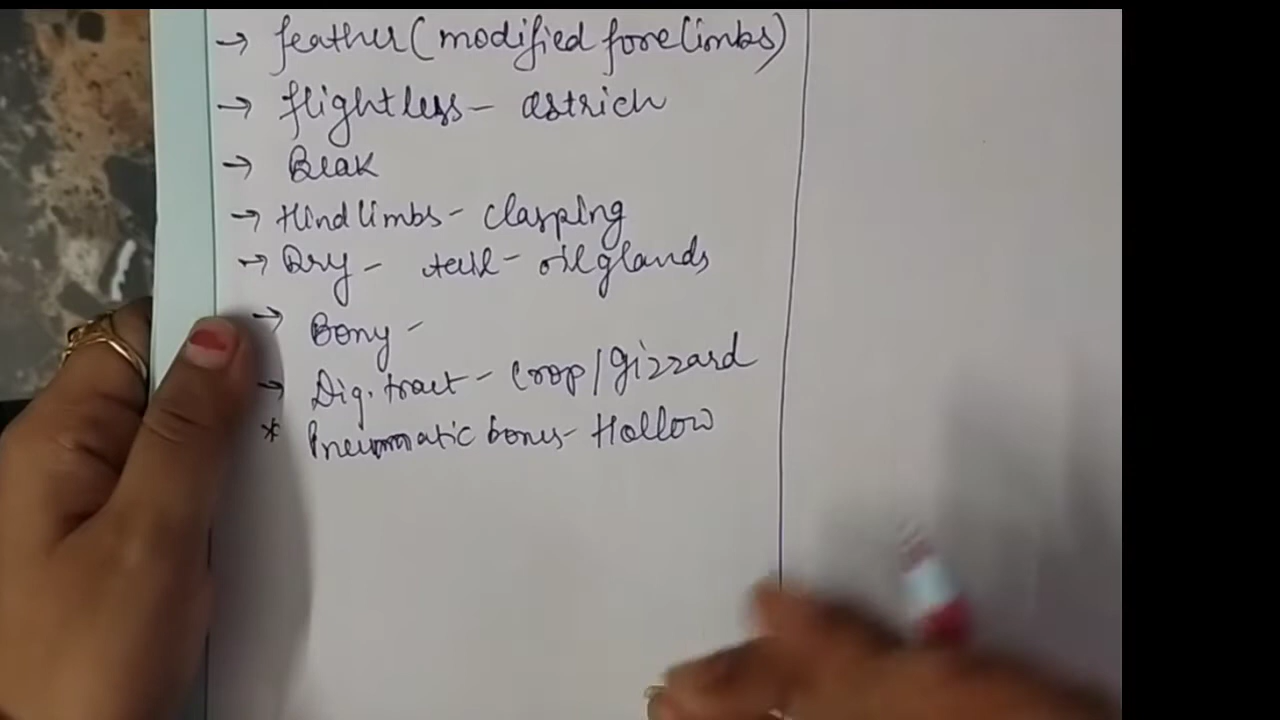 → feather (modified forelimbs)
→ flightless - ostrich
→ Beak
→ Hind limbs - clasping
→ Dry - tail - oil glands
→ Bony -
→ Dig. tract - Crop / Gizzard
* Pneumatic bones - Hollow